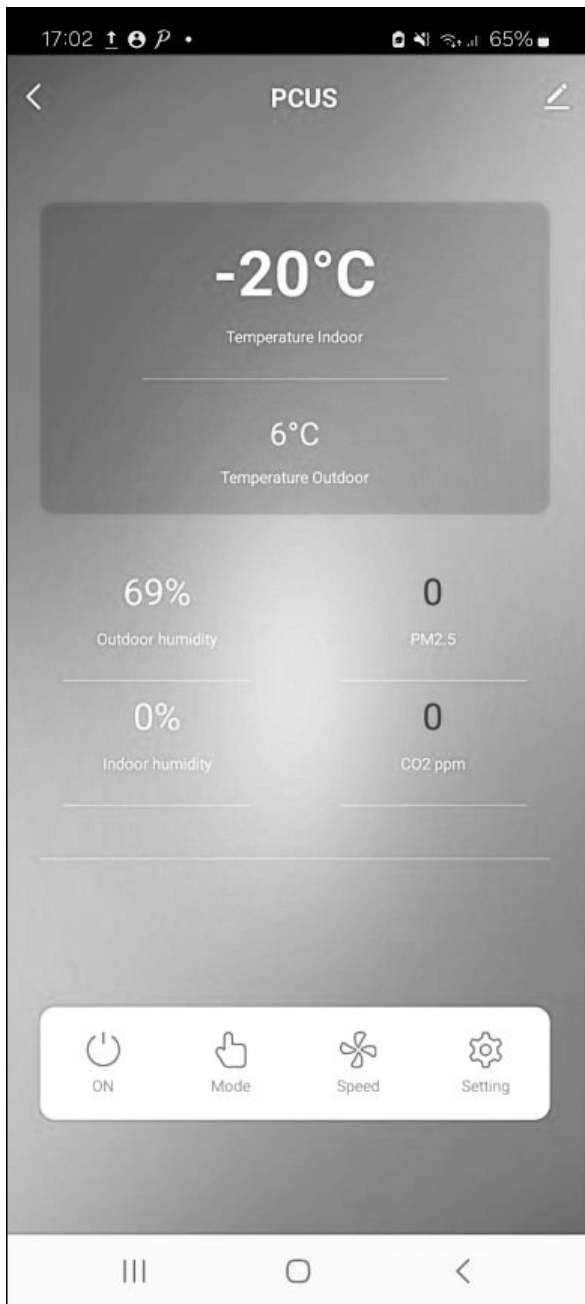 17:02 65%
PCUS
-20°C
Temperature Indoor
6°C
Temperature Outdoor
69% 0
Outdoor humidity PM2.5
0% 0
Indoor humidity CO2 ppm
ON Mode Speed Setting